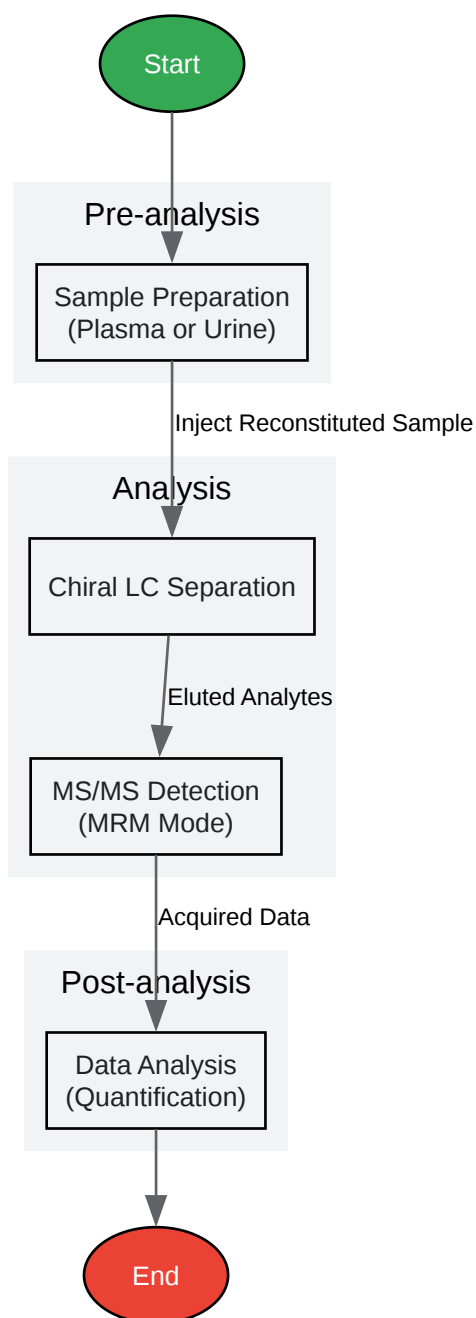 Start
Pre-analysis
Sample Preparation
(Plasma or Urine)
Inject Reconstituted Sample
Analysis
Chiral LC Separation
Eluted Analytes
MS/MS Detection
(MRM Mode)
Acquired Data
Post-analysis
Data Analysis
(Quantification)
End